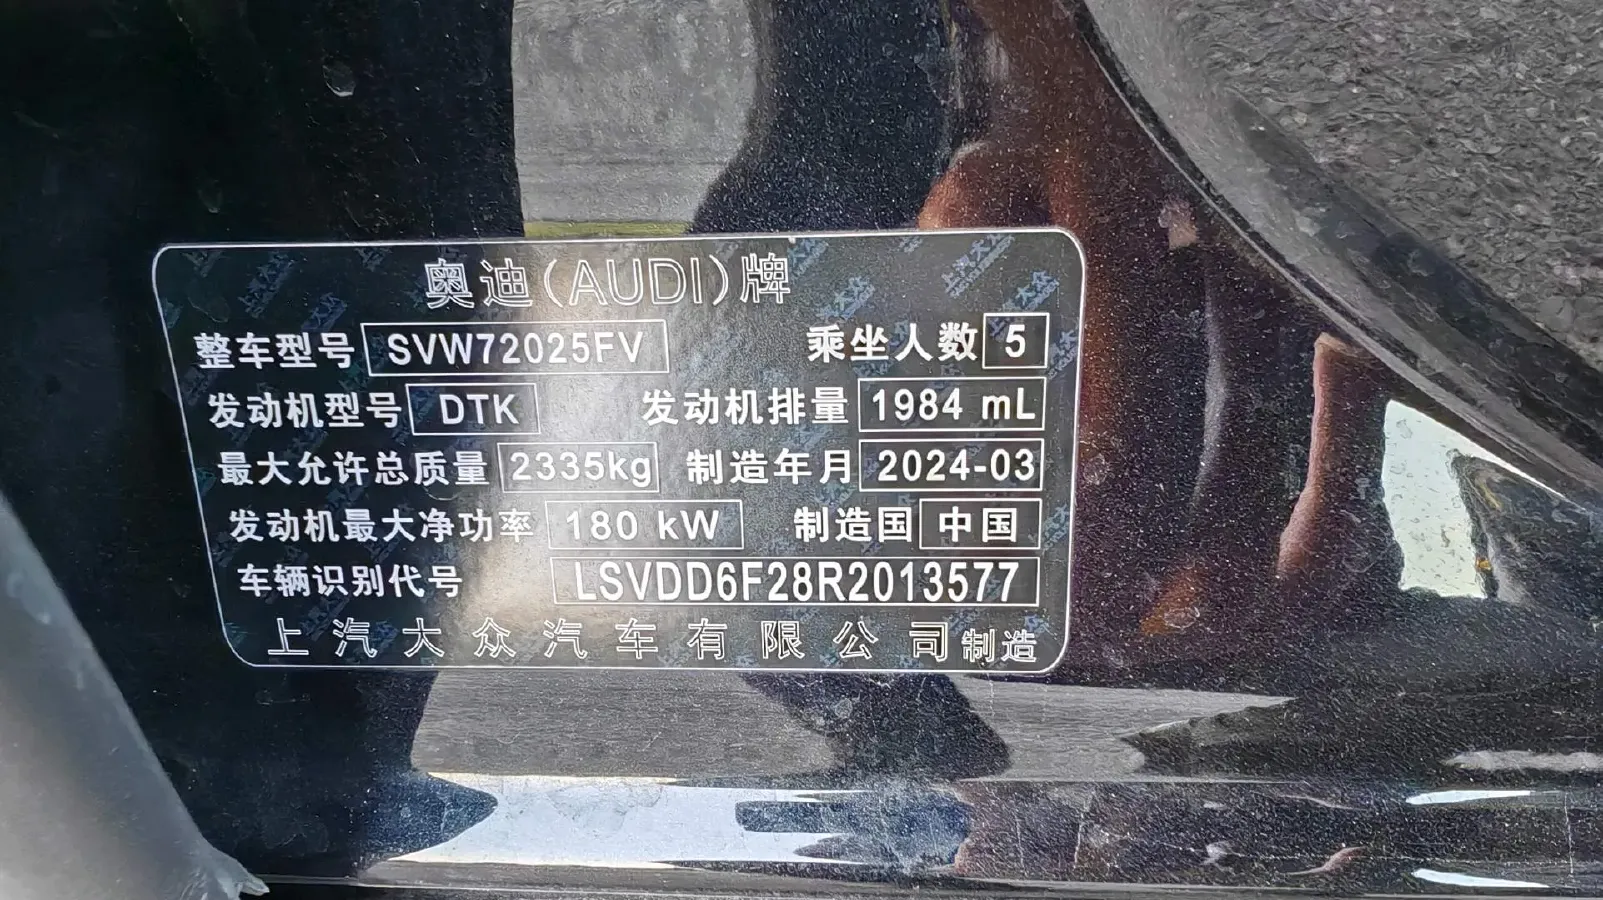 奥迪(AUDI)牌
整车型号 SVW72025FV 乘坐人数 5
发动机型号 DTK 发动机排量 1984 mL
最大允许总质量 2335kg 制造年月 2024-03
发动机最大净功率 180 kW 制造国 中国
车辆识别代号 LSVDD6F28R2013577
上汽大众汽车有限公司制造